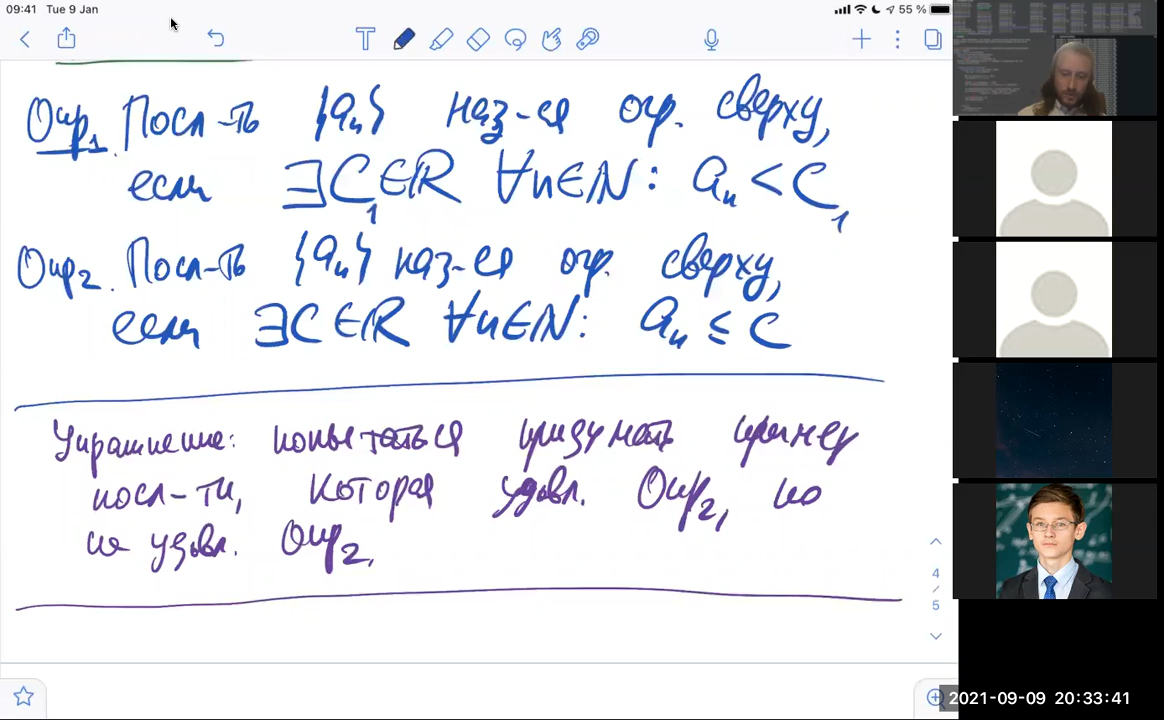 09:41 Tue 9 Jan
55 %
Опр1. Посл-ть {an} наз-ся огр. сверху,
если ∃C1∈ℝ ∀n∈ℕ: an < C1
Опр2. Посл-ть {an} наз-ся огр. сверху,
если ∃C∈ℝ ∀n∈ℕ: an ≤ C
Упражнение: попытаться придумать пример
посл-ти, которая удовл. Опр2, но
не удовл. Опр2.
4
/
5
2021-09-09 20:33:41